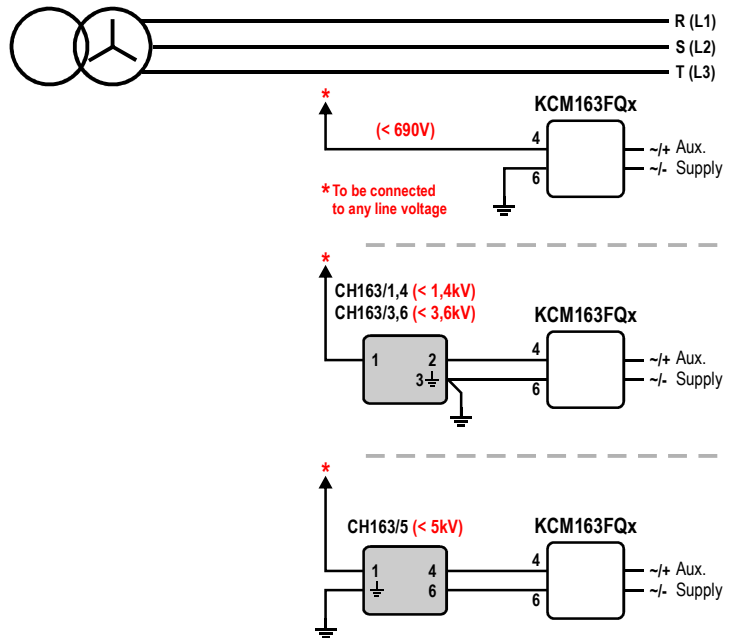 R (L1)
S (L2)
T (L3)
*
KCM163FQx
(< 690V)
4
~/+ Aux.
6
~/- Supply
* To be connected
to any line voltage
*
CH163/1,4 (< 1,4kV)
CH163/3,6 (< 3,6kV)
KCM163FQx
1 2
4
~/+ Aux.
3
6
~/- Supply
*
CH163/5 (< 5kV)
KCM163FQx
1 4
4
~/+ Aux.
6
6
~/- Supply